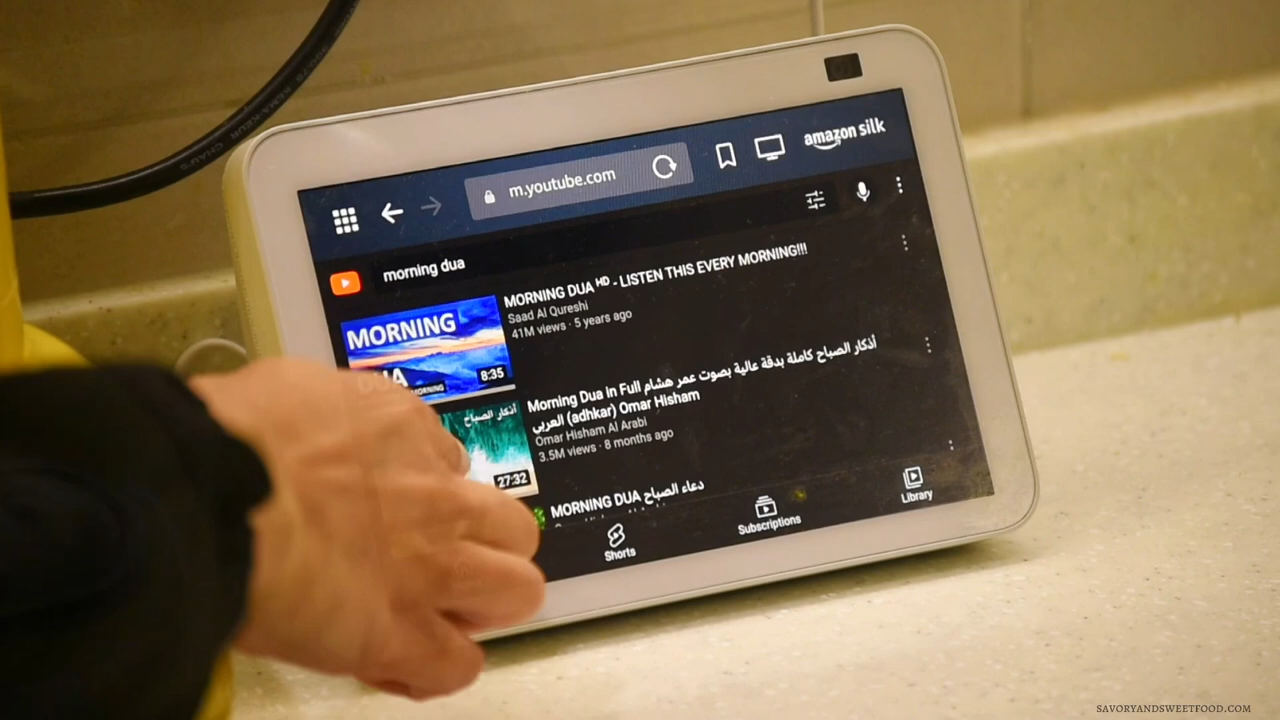 amazon silk
m.youtube.com
morning dua
MORNING DUA ᴴᴰ - LISTEN THIS EVERY MORNING!!!
Saad Al Qureshi
41M views · 5 years ago
MORNING
DUA
MORNING
8:35
Morning Dua in Full أذكار الصباح كاملة بدقة عالية بصوت عمر هشام
العربي (adhkar) Omar Hisham
Omar Hisham Al Arabi
3.5M views · 8 months ago
أذكار الصباح
27:32
MORNING DUA دعاء الصباح
Shorts
Subscriptions
Library
SAVORYANDSWEETFOOD.COM